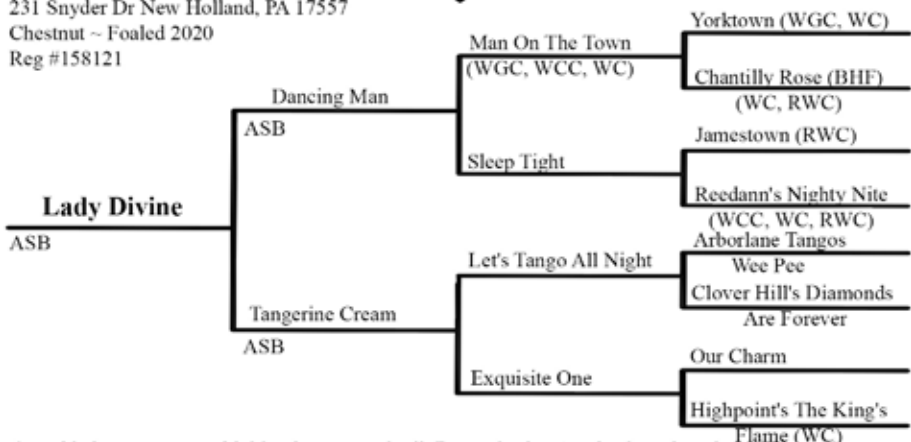 231 Snyder Dr New Holland, PA 17557
Chestnut ~ Foaled 2020
Reg #158121
Lady Divine
ASB
Dancing Man
ASB
Tangerine Cream
ASB
Man On The Town
(WGC, WCC, WC)
Sleep Tight
Let's Tango All Night
Exquisite One
Yorktown (WGC, WC)
Chantilly Rose (BHF)
(WC, RWC)
Jamestown (RWC)
Reedann's Nighty Nite
(WCC, WC, RWC)
Arborlane Tangos
Wee Pee
Clover Hill's Diamonds
Are Forever
Our Charm
Highpoint's The King's
Flame (WC)